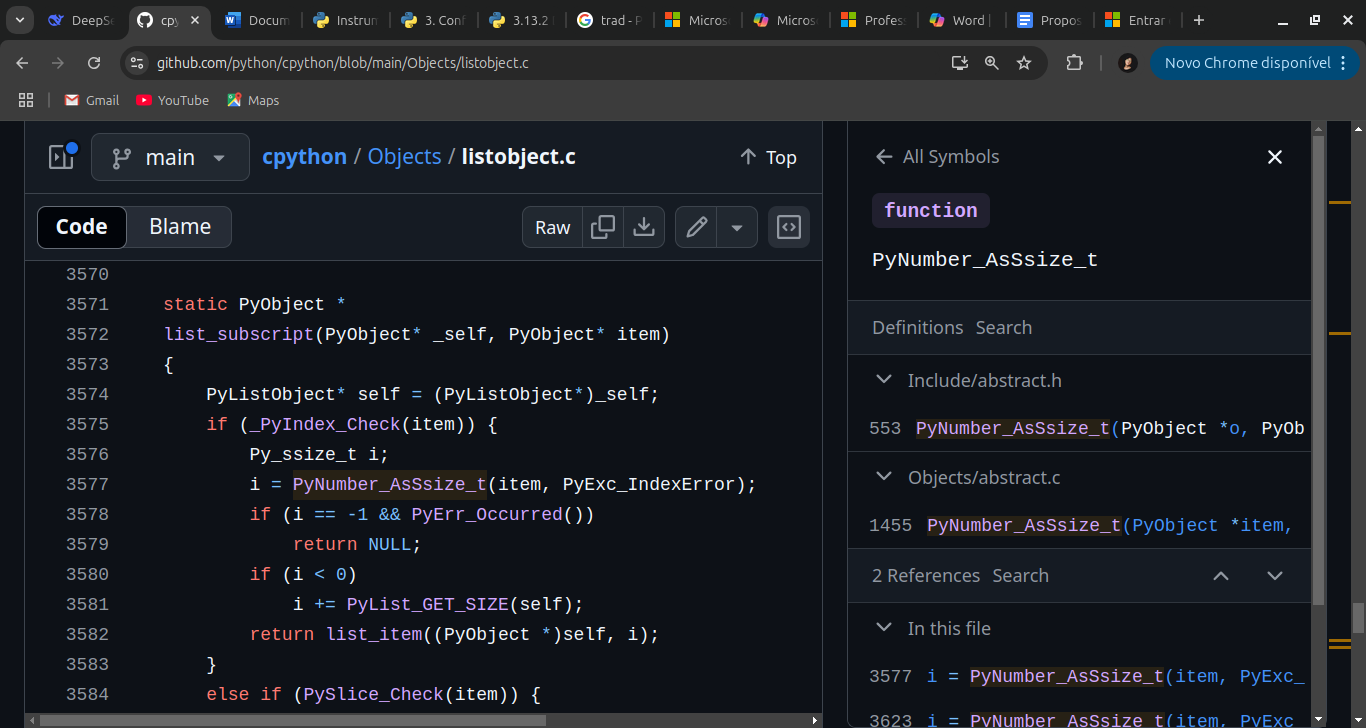 DeepSe
cpy
Docum
Instrum
3. Conf
3.13.2
trad - P
Micros
Micros
Profes
Word |
Propos
Entrar
github.com/python/cpython/blob/main/Objects/listobject.c
Novo Chrome disponível
Gmail
YouTube
Maps
main
cpython / Objects / listobject.c
Top
Code
Blame
Raw
3570
3571 static PyObject *
3572 list_subscript(PyObject* _self, PyObject* item)
3573 {
3574 PyListObject* self = (PyListObject*)_self;
3575 if (_PyIndex_Check(item)) {
3576 Py_ssize_t i;
3577 i = PyNumber_AsSsize_t(item, PyExc_IndexError);
3578 if (i == -1 && PyErr_Occurred())
3579 return NULL;
3580 if (i < 0)
3581 i += PyList_GET_SIZE(self);
3582 return list_item((PyObject *)self, i);
3583 }
3584 else if (PySlice_Check(item)) {
All Symbols
function
PyNumber_AsSsize_t
Definitions Search
Include/abstract.h
553 PyNumber_AsSsize_t(PyObject *o, PyOb
Objects/abstract.c
1455 PyNumber_AsSsize_t(PyObject *item,
2 References Search
In this file
3577 i = PyNumber_AsSsize_t(item, PyExc_
3623 i = PyNumber_AsSsize_t(item, PyExc